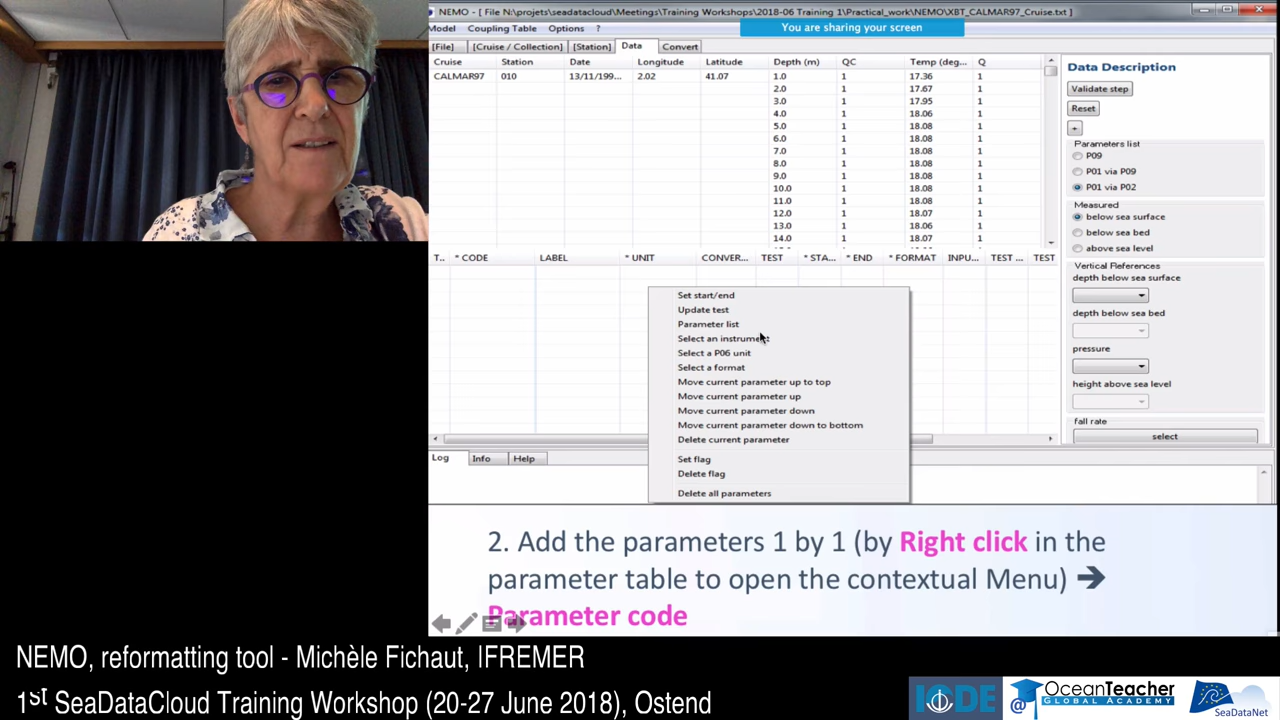 NEMO - [ File N:\projets\seadatacloud\Meetings\Training Workshops\2018-06 Training 1\Practical_work\NEMO\XBT_CALMAR97_Cruise.txt ]
You are sharing your screen
Model Coupling Table Options ?
[File] [Cruise / Collection] [Station] Data Convert
Cruise Station Date Longitude Latitude Depth (m) QC Temp (deg... Q
CALMAR97 010 13/11/199... 2.02 41.07 1.0 1 17.36 1
2.0 1 17.67 1
3.0 1 17.95 1
4.0 1 18.06 1
5.0 1 18.08 1
6.0 1 18.08 1
7.0 1 18.08 1
8.0 1 18.08 1
9.0 1 18.08 1
10.0 1 18.08 1
11.0 1 18.08 1
12.0 1 18.07 1
13.0 1 18.06 1
14.0 1 18.07 1
T.. * CODE LABEL * UNIT CONVER... TEST * STA... * END * FORMAT INPU... TEST ... TEST
Set start/end
Update test
Parameter list
Select an instrument
Select a P06 unit
Select a format
Move current parameter up to top
Move current parameter up
Move current parameter down
Move current parameter down to bottom
Delete current parameter
Set flag
Delete flag
Delete all parameters
Data Description
Validate step
Reset
Parameters list
P09
P01 via P09
P01 via P02
Measured
below sea surface
below sea bed
above sea level
Vertical References
depth below sea surface
depth below sea bed
pressure
height above sea level
fall rate
select
Log Info Help
2. Add the parameters 1 by 1 (by Right click in the
parameter table to open the contextual Menu) ➔
Parameter code
NEMO, reformatting tool - Michèle Fichaut, IFREMER
1st SeaDataCloud Training Workshop (20-27 June 2018), Ostend
IODE
OceanTeacher
GLOBAL ACADEMY
SeaDataNet